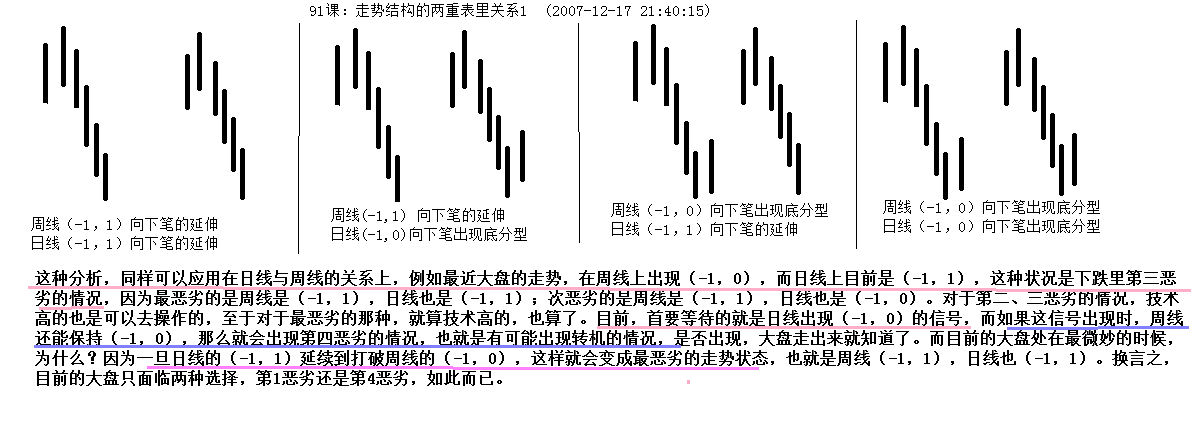 91课：走势结构的两重表里关系1 （2007-12-17 21:40:15）
周线（-1，1）向下笔的延伸
日线（-1，1）向下笔的延伸
周线(-1,1) 向下笔的延伸
日线(-1,0)向下笔出现底分型
周线（-1，0）向下笔出现底分型
日线（-1，1）向下笔的延伸
周线（-1，0）向下笔出现底分型
日线（-1，0）向下笔出现底分型
这种分析，同样可以应用在日线与周线的关系上，例如最近大盘的走势，在周线上出现（-1，0），而日线上目前是（-1，1），这种状况是下跌里第三恶
劣的情况，因为最恶劣的是周线是（-1，1），日线也是（-1，1）；次恶劣的是周线是（-1，1），日线也是（-1，0）。对于第二、三恶劣的情况，技术
高的也是可以去操作的，至于对于最恶劣的那种，就算技术高的，也算了。目前，首要等待的就是日线出现（-1，0）的信号，而如果这信号出现时，周线
还能保持（-1，0），那么就会出现第四恶劣的情况，也就是有可能出现转机的情况，是否出现，大盘走出来就知道了。而目前的大盘处在最微妙的时候，
为什么？因为一旦日线的（-1，1）延续到打破周线的（-1，0），这样就会变成最恶劣的走势状态，也就是周线（-1，1），日线也（-1，1）。换言之，
目前的大盘只面临两种选择，第1恶劣还是第4恶劣，如此而已。